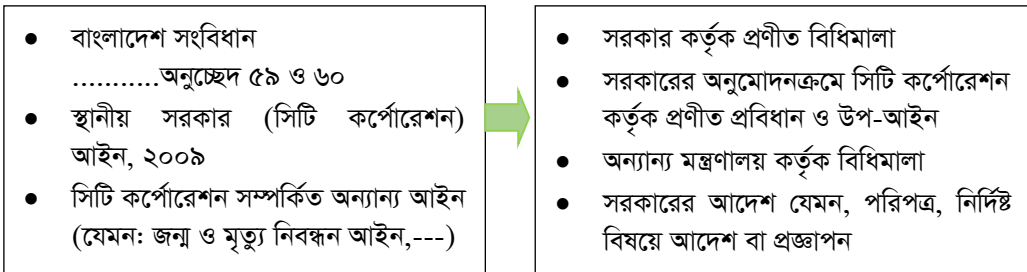 ● বাংলাদেশ সংবিধান
...........অনুচ্ছেদ ৫৯ ও ৬০
● স্থানীয় সরকার (সিটি কর্পোরেশন)
আইন, ২০০৯
● সিটি কর্পোরেশন সম্পর্কিত অন্যান্য আইন
(যেমন: জন্ম ও মৃত্যু নিবন্ধন আইন,---)
● সরকার কর্তৃক প্রণীত বিধিমালা
● সরকারের অনুমোদনক্রমে সিটি কর্পোরেশন
কর্তৃক প্রণীত প্রবিধান ও উপ-আইন
● অন্যান্য মন্ত্রণালয় কর্তৃক বিধিমালা
● সরকারের আদেশ যেমন, পরিপত্র, নির্দিষ্ট
বিষয়ে আদেশ বা প্রজ্ঞাপন